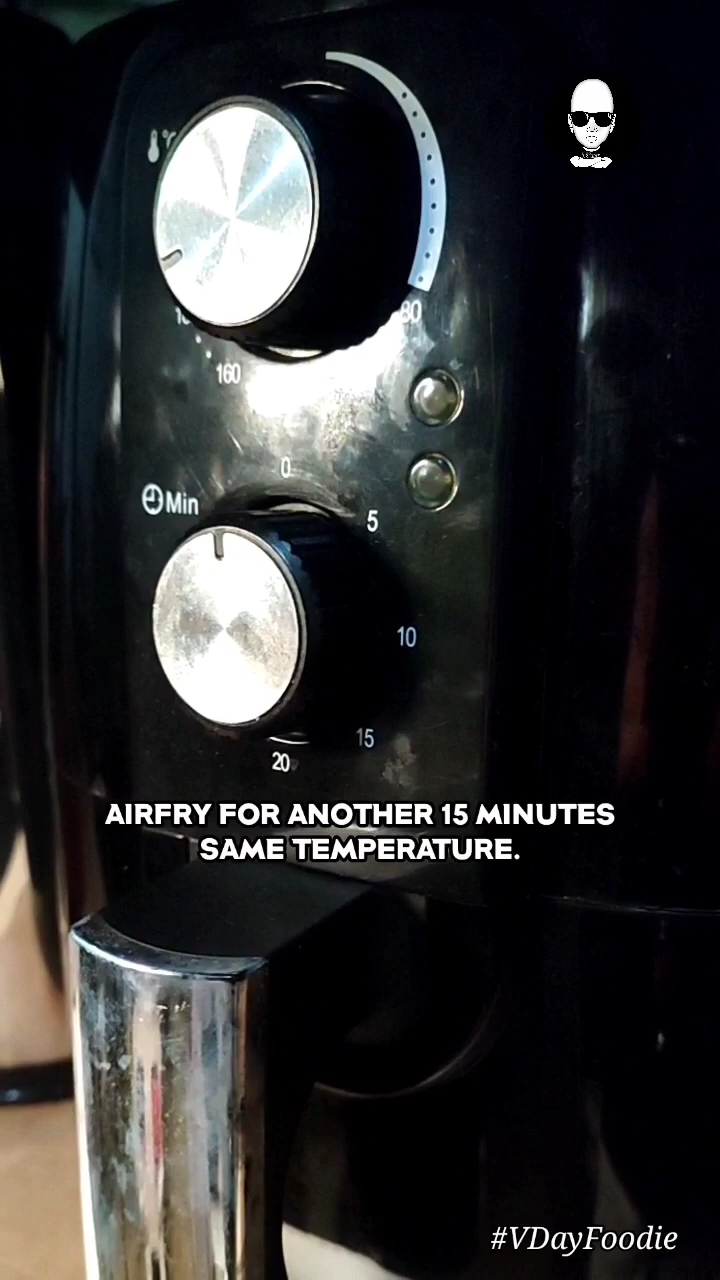 °C
160
0
Min
5
10
15
20
AIRFRY FOR ANOTHER 15 MINUTES
SAME TEMPERATURE.
#VDayFoodie